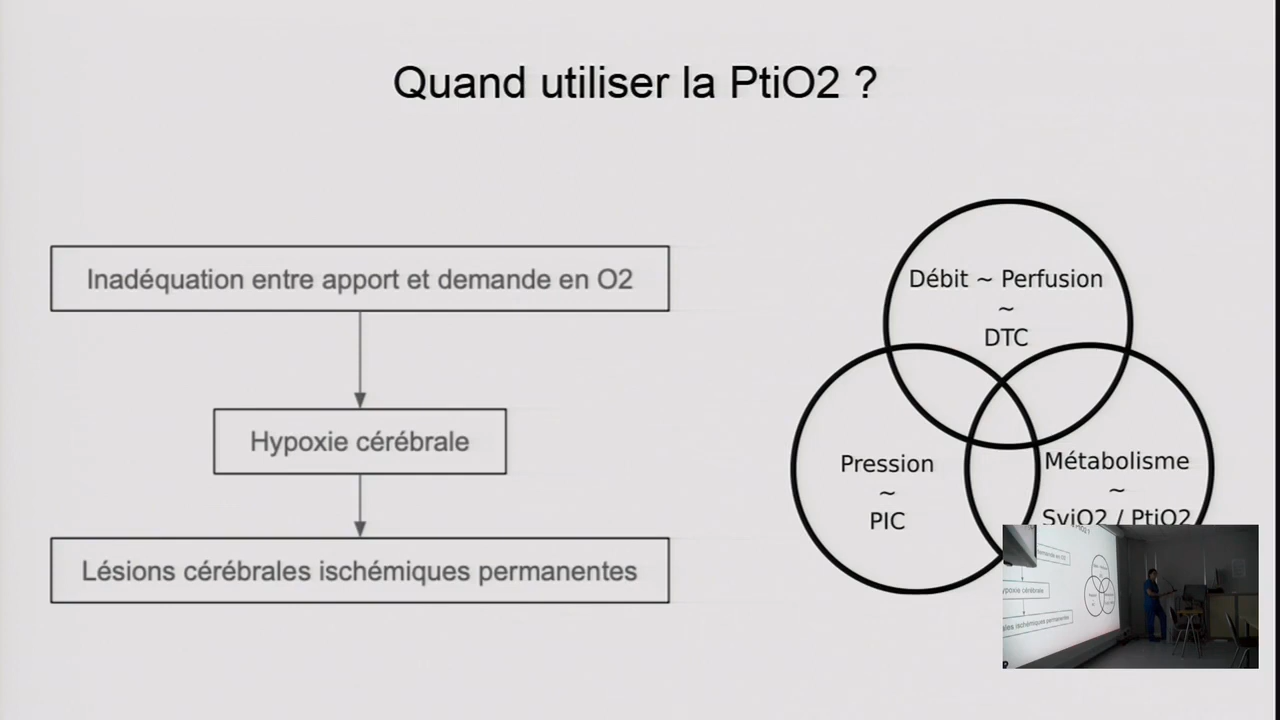 Quand utiliser la PtiO2 ?
Inadéquation entre apport et demande en O2
Hypoxie cérébrale
Lésions cérébrales ischémiques permanentes
Débit ~ Perfusion
~
DTC
Pression
~
PIC
Métabolisme
~
SvjO2 / PtiO2